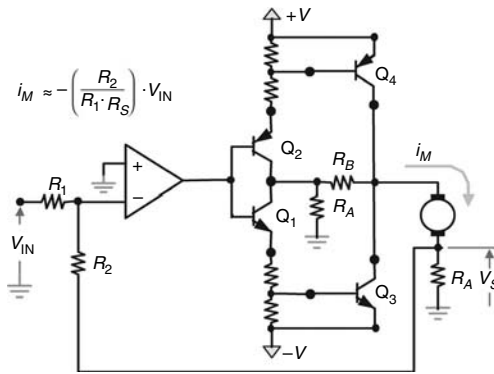 +V
i_M ≈ −(R_2 / (R_1 · R_S)) · V_IN
Q_4
Q_2
R_B
i_M
+
−
R_1
Q_1
R_A
V_IN
R_2
Q_3
R_A
V_S
−V